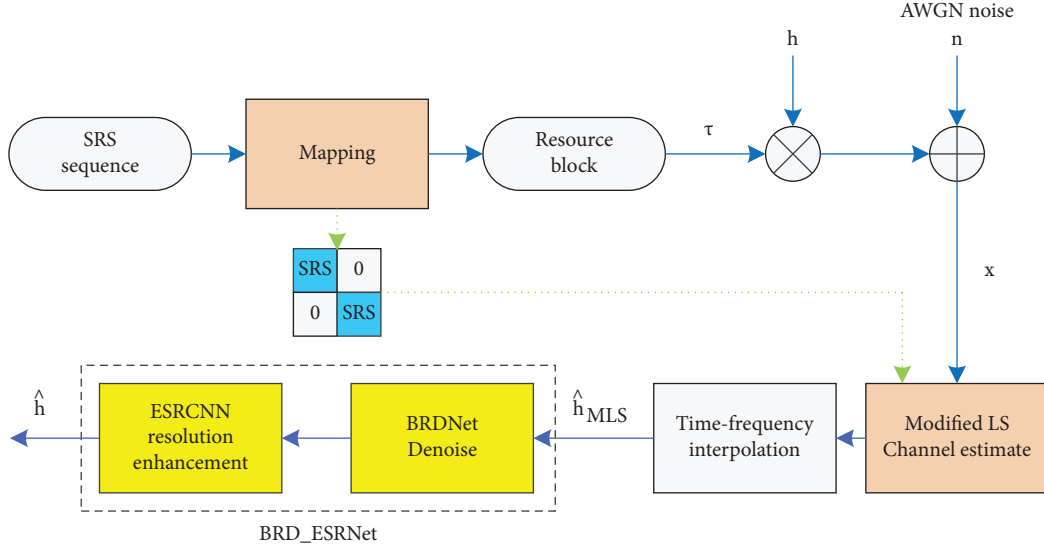 AWGN noise
h
n
SRS
sequence
Mapping
Resource
block
τ
SRS 0
0 SRS
x
ĥ
ESRCNN
resolution
enhancement
BRDNet
Denoise
ĥMLS
Time-frequency
interpolation
Modified LS
Channel estimate
BRD_ESRNet